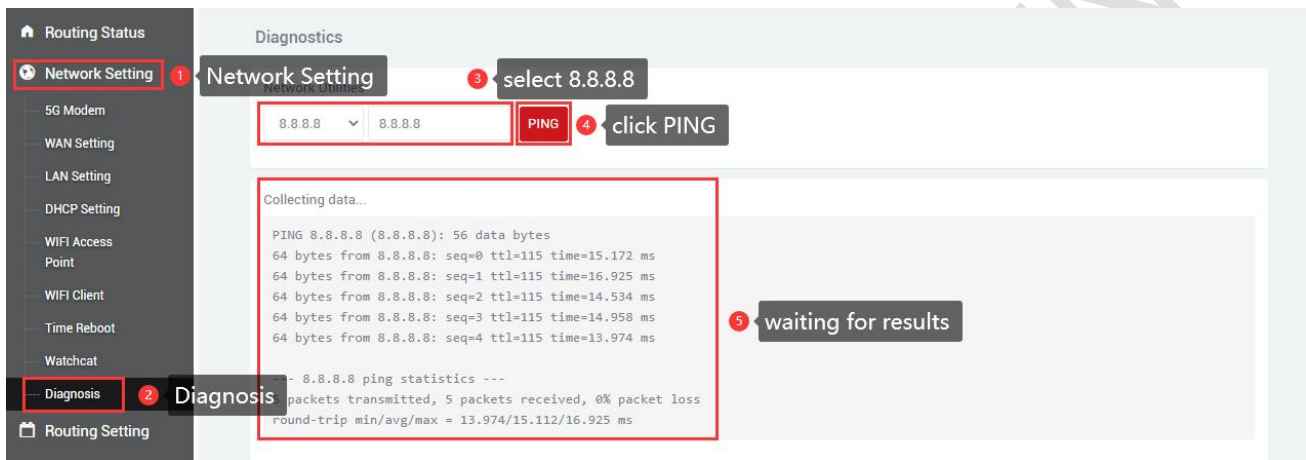 Routing Status
Network Setting
1 Network Setting
5G Modem
WAN Setting
LAN Setting
DHCP Setting
WIFI Access
Point
WIFI Client
Time Reboot
Watchcat
Diagnosis
2 Diagnosis
Routing Setting
Diagnostics
Network Utilities
3 select 8.8.8.8
8.8.8.8 8.8.8.8 PING
4 click PING
Collecting data...
PING 8.8.8.8 (8.8.8.8): 56 data bytes
64 bytes from 8.8.8.8: seq=0 ttl=115 time=15.172 ms
64 bytes from 8.8.8.8: seq=1 ttl=115 time=16.925 ms
64 bytes from 8.8.8.8: seq=2 ttl=115 time=14.534 ms
64 bytes from 8.8.8.8: seq=3 ttl=115 time=14.958 ms
64 bytes from 8.8.8.8: seq=4 ttl=115 time=13.974 ms
--- 8.8.8.8 ping statistics ---
5 packets transmitted, 5 packets received, 0% packet loss
round-trip min/avg/max = 13.974/15.112/16.925 ms
5 waiting for results